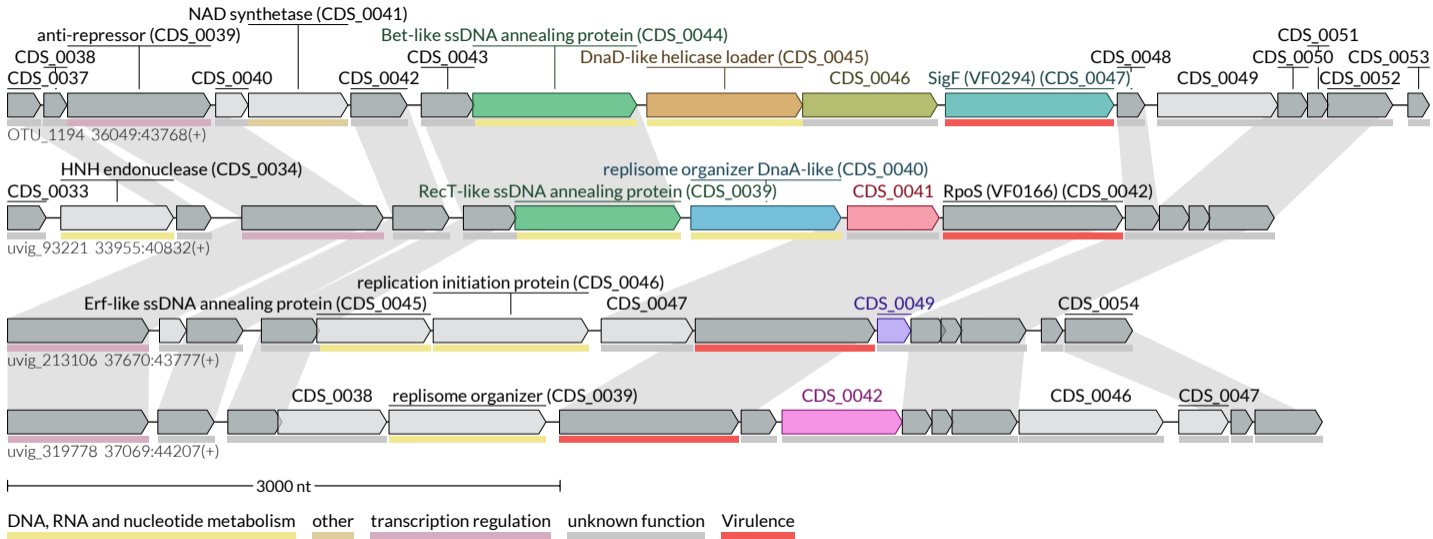 NAD synthetase (CDS_0041)
anti-repressor (CDS_0039) Bet-like ssDNA annealing protein (CDS_0044) CDS_0051
CDS_0038 CDS_0043 DnaD-like helicase loader (CDS_0045) CDS_0048 CDS_0050 CDS_0053
CDS_0037 CDS_0040 CDS_0042 CDS_0046 SigF (VF0294) (CDS_0047) CDS_0049 CDS_0052
OTU_1194 36049:43768(+)
HNH endonuclease (CDS_0034) replisome organizer DnaA-like (CDS_0040)
CDS_0033 RecT-like ssDNA annealing protein (CDS_0039) CDS_0041 RpoS (VF0166) (CDS_0042)
uvig_93221 33955:40832(+)
replication initiation protein (CDS_0046)
Erf-like ssDNA annealing protein (CDS_0045) CDS_0047 CDS_0049 CDS_0054
uvig_213106 37670:43777(+)
CDS_0038 replisome organizer (CDS_0039) CDS_0042 CDS_0046 CDS_0047
uvig_319778 37069:44207(+)
3000 nt
DNA, RNA and nucleotide metabolism other transcription regulation unknown function Virulence